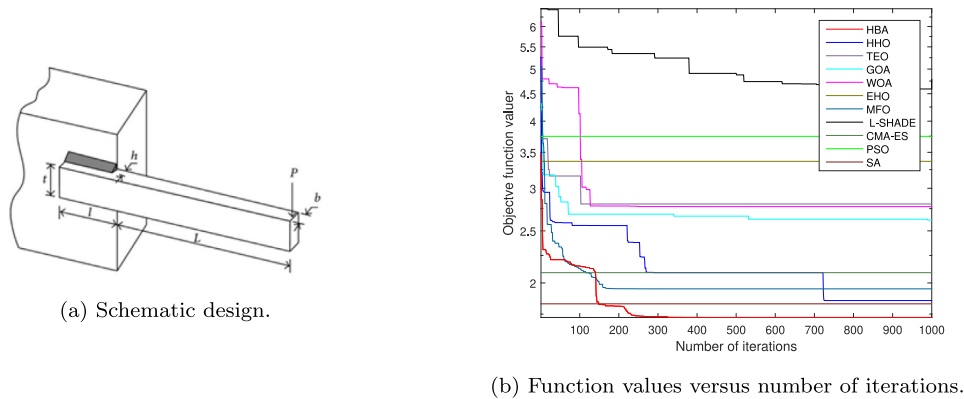 h
t
P
b
l
L
(a) Schematic design.
Objectve function valuer
6
5.5
5
4.5
4
3.5
3
2.5
2
100 200 300 400 500 600 700 800 900 1000
Number of iterations
HBA
HHO
TEO
GOA
WOA
EHO
MFO
L-SHADE
CMA-ES
PSO
SA
(b) Function values versus number of iterations.